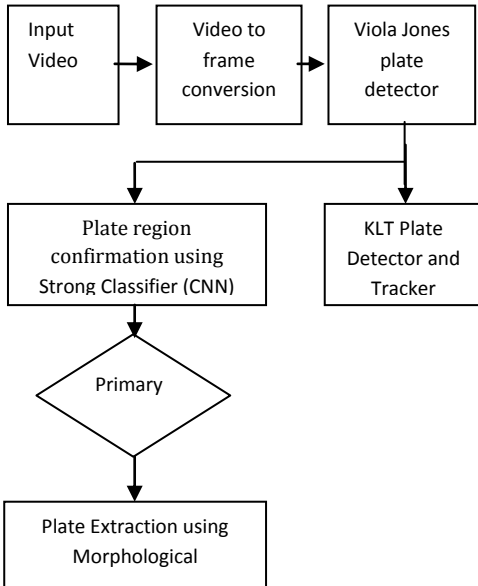 Input
Video
Video to
frame
conversion
Viola Jones
plate
detector
Plate region
confirmation using
Strong Classifier (CNN)
KLT Plate
Detector and
Tracker
Primary
Plate Extraction using
Morphological